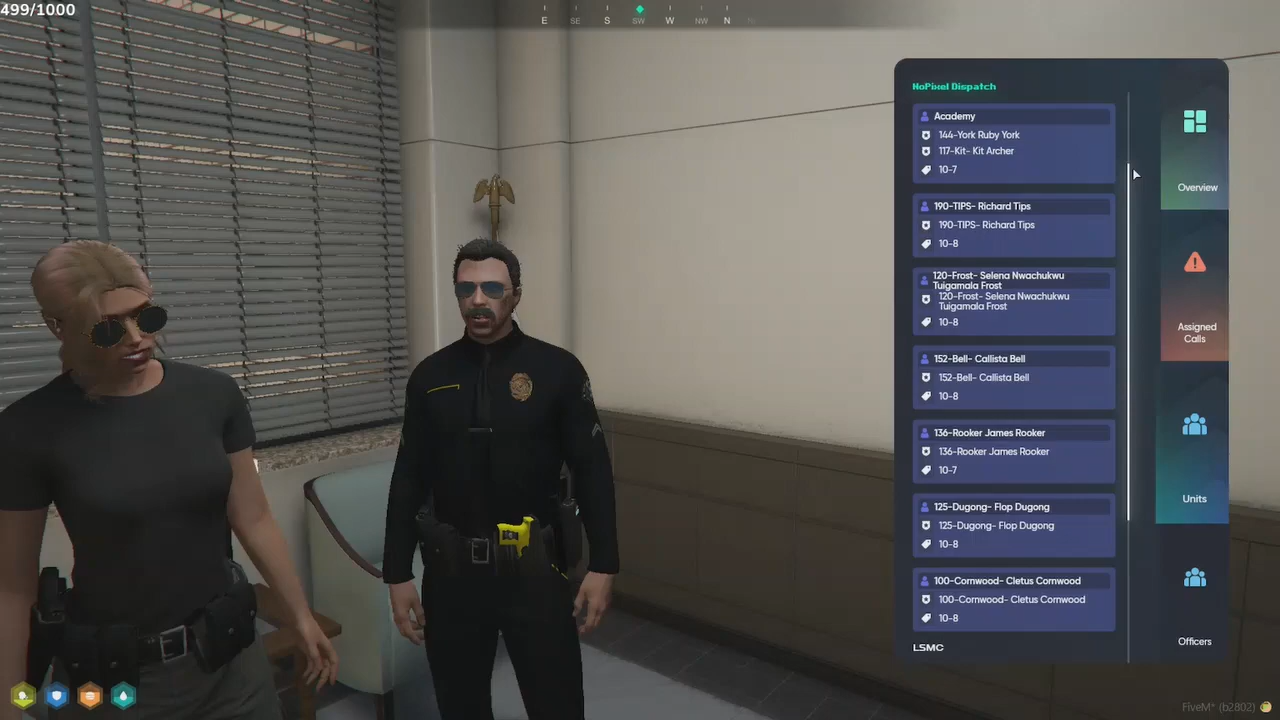 499/1000
E SE S SW W NW N
NoPixel Dispatch
Academy
144-York Ruby York
117-Kit- Kit Archer
10-7
190-TIPS- Richard Tips
190-TIPS- Richard Tips
10-8
120-Frost- Selena Nwachukwu
Tuigamala Frost
120-Frost- Selena Nwachukwu
Tuigamala Frost
10-8
152-Bell- Callista Bell
152-Bell- Callista Bell
10-8
136-Rooker James Rooker
136-Rooker James Rooker
10-7
125-Dugong- Flop Dugong
125-Dugong- Flop Dugong
10-8
100-Cornwood- Cletus Cornwood
100-Cornwood- Cletus Cornwood
10-8
LSMC
Overview
Assigned
Calls
Units
Officers
FiveM* (b2802)